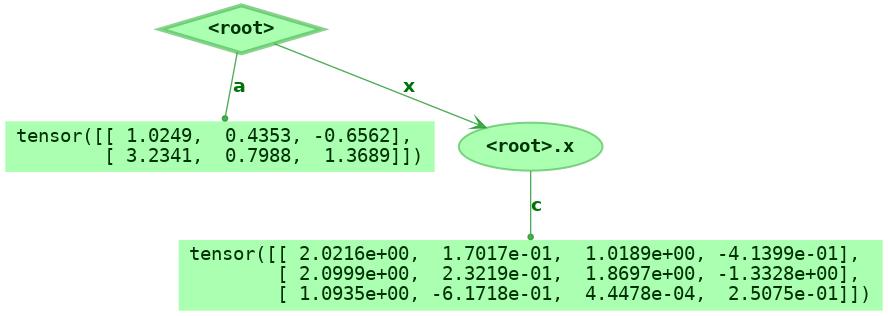 <root>
a
x
tensor([[ 1.0249,  0.4353, -0.6562],
        [ 3.2341,  0.7988,  1.3689]])
<root>.x
c
tensor([[ 2.0216e+00,  1.7017e-01,  1.0189e+00, -4.1399e-01],
        [ 2.0999e+00,  2.3219e-01,  1.8697e+00, -1.3328e+00],
        [ 1.0935e+00, -6.1718e-01,  4.4478e-04,  2.5075e-01]])